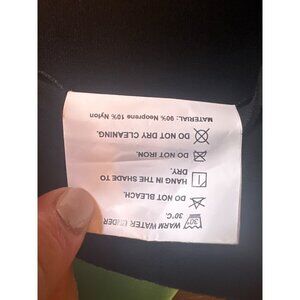 30° WARM WATER UNDER
30°C.
DO NOT BLEACH.
HANG IN THE SHADE TO
DRY.
DO NOT IRON.
DO NOT DRY CLEANING.
MATERIAL.: 90% Neoprene 10% Nylon